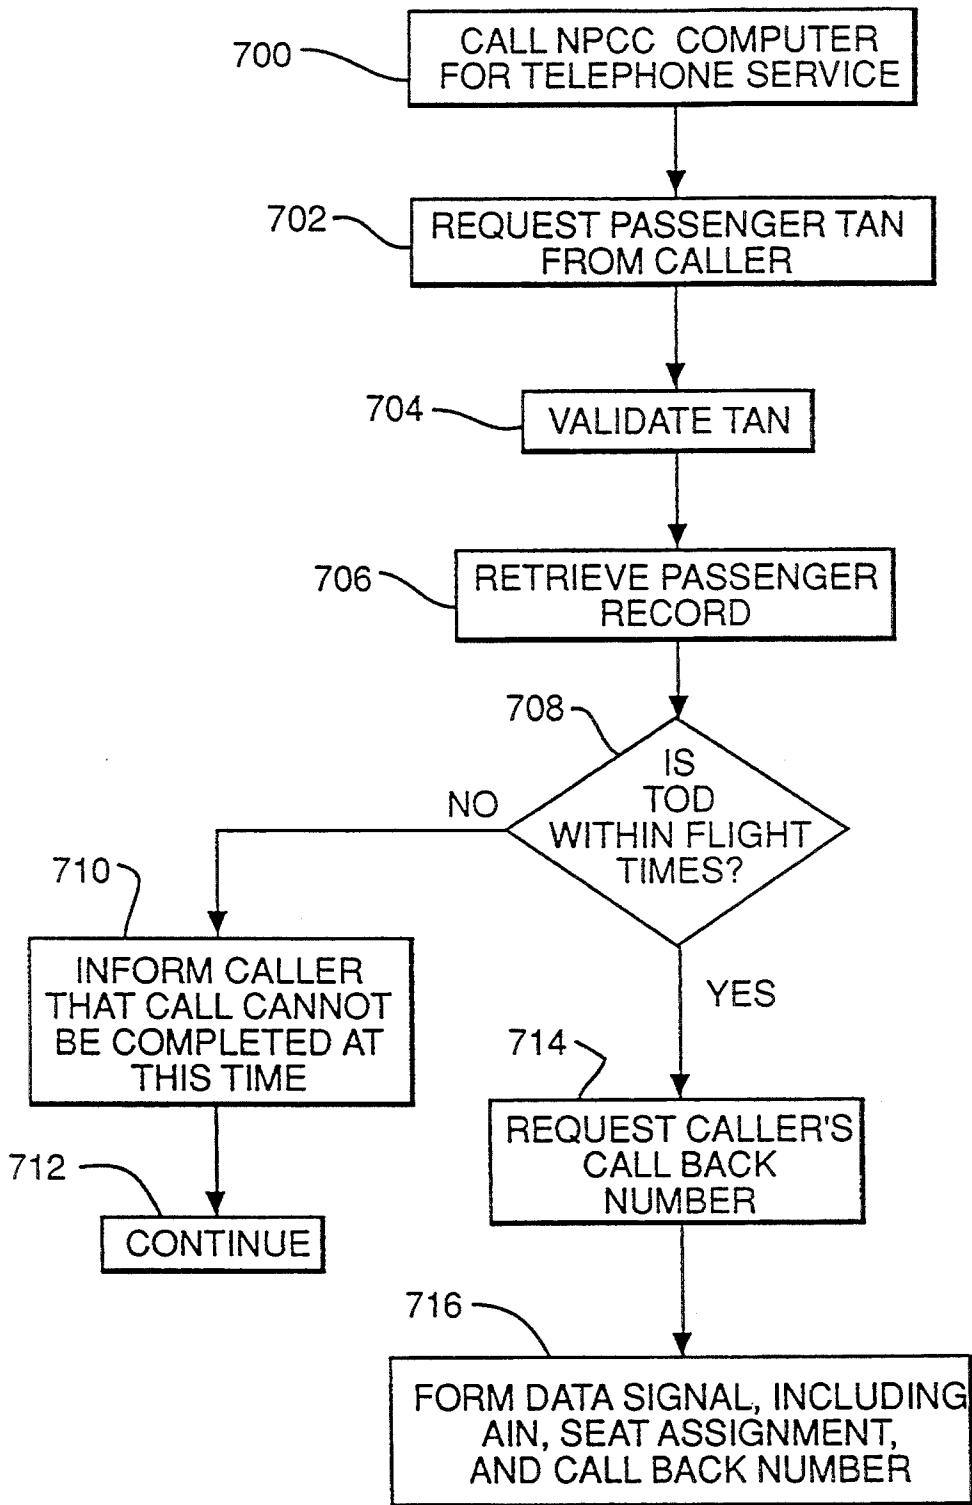 700
CALL NPCC COMPUTER
FOR TELEPHONE SERVICE
702
REQUEST PASSENGER TAN
FROM CALLER
704
VALIDATE TAN
706
RETRIEVE PASSENGER
RECORD
708
IS
TOD
WITHIN FLIGHT
TIMES?
NO
YES
710
INFORM CALLER
THAT CALL CANNOT
BE COMPLETED AT
THIS TIME
712
CONTINUE
714
REQUEST CALLER'S
CALL BACK
NUMBER
716
FORM DATA SIGNAL, INCLUDING
AIN, SEAT ASSIGNMENT,
AND CALL BACK NUMBER